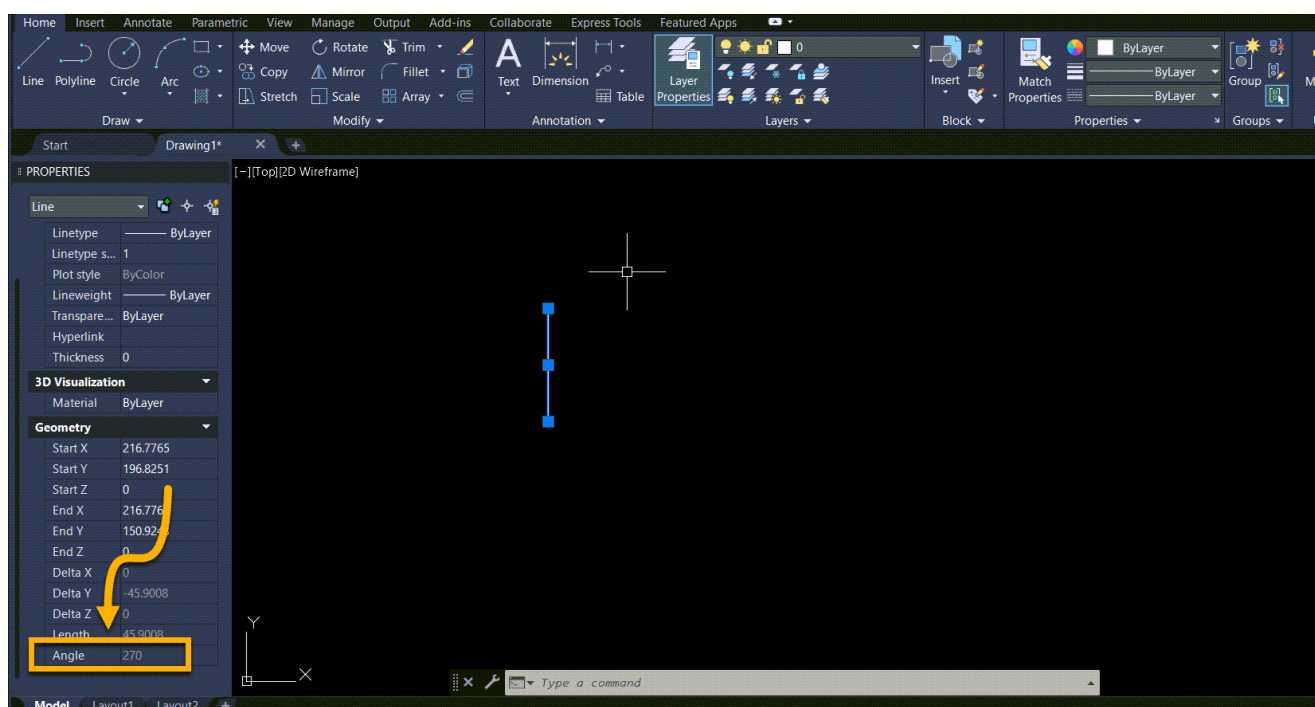 Home Insert Annotate Parametric View Manage Output Add-ins Collaborate Express Tools Featured Apps
Move Rotate Trim 0 ByLayer
Line Polyline Circle Arc Copy Mirror Fillet Text Dimension Layer Properties Insert Match Properties ByLayer Group
Stretch Scale Array Table ByLayer
Draw Modify Annotation Layers Block Properties Groups
Start Drawing1* +
PROPERTIES [−][Top][2D Wireframe]
Line
Linetype ByLayer
Linetype s... 1
Plot style ByColor
Lineweight ByLayer
Transpare... ByLayer
Hyperlink
Thickness 0
3D Visualization
Material ByLayer
Geometry
Start X 216.7765
Start Y 196.8251
Start Z 0
End X
End Y
End Z 0
Delta X 0
Delta Y -45.9008
Delta Z 0
Length 45.9008
Angle 270
Y
X
Type a command
Model Layout1 Layout2 +